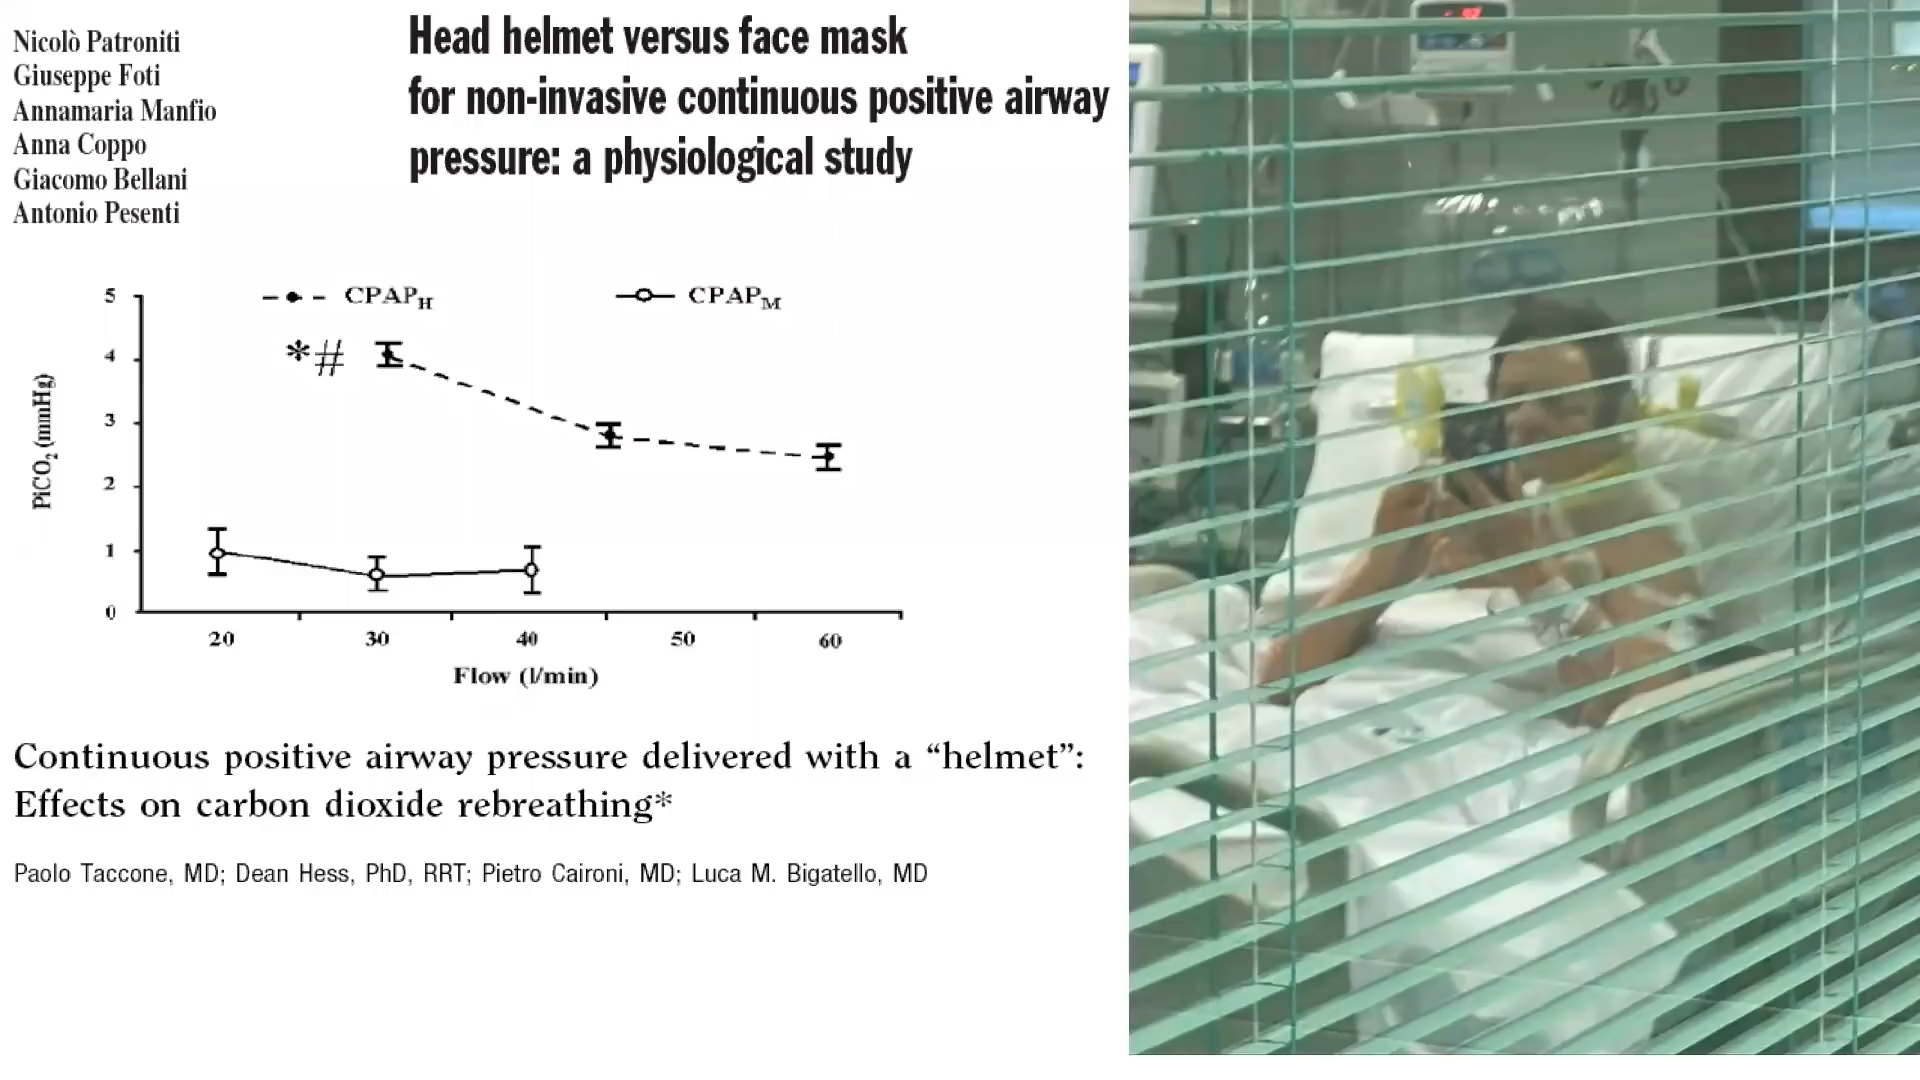 Nicolò Patroniti
Giuseppe Foti
Annamaria Manfio
Anna Coppo
Giacomo Bellani
Antonio Pesenti
Head helmet versus face mask
for non-invasive continuous positive airway
pressure: a physiological study
CPAPH
CPAPM
*#
5
4
3
2
1
0
PiCO2 (mmHg)
20 30 40 50 60
Flow (l/min)
Continuous positive airway pressure delivered with a “helmet”:
Effects on carbon dioxide rebreathing*
Paolo Taccone, MD; Dean Hess, PhD, RRT; Pietro Caironi, MD; Luca M. Bigatello, MD